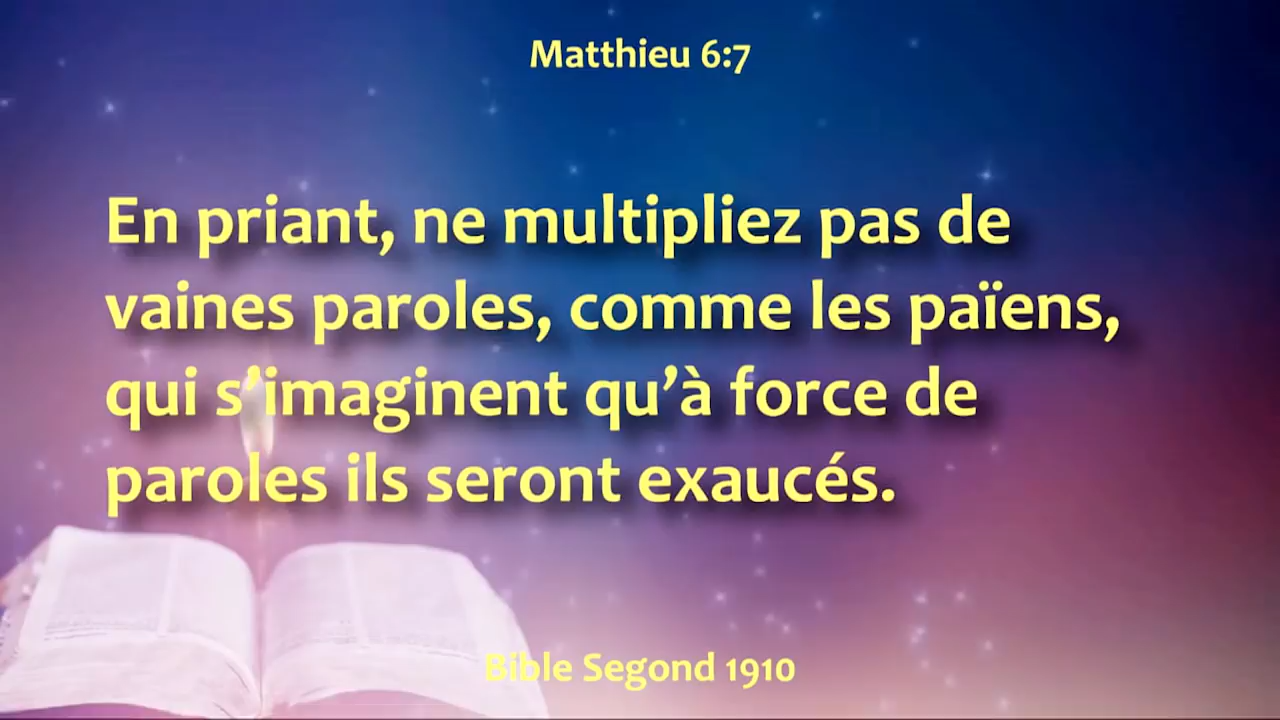 Matthieu 6:7
En priant, ne multipliez pas de
vaines paroles, comme les païens,
qui s’imaginent qu’à force de
paroles ils seront exaucés.
Bible Segond 1910